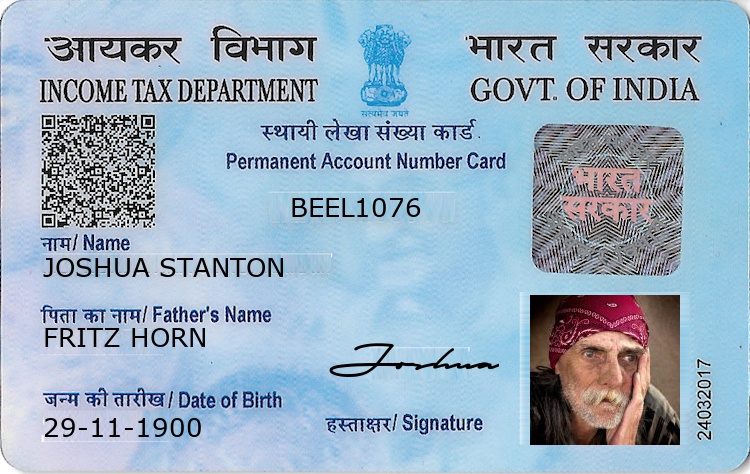 आयकर विभाग
INCOME TAX DEPARTMENT
भारत सरकार
GOVT. OF INDIA
सत्यमेव जयते
स्थायी लेखा संख्या कार्ड
Permanent Account Number Card
BEEL1076
भारत
सरकार
नाम/ Name
JOSHUA STANTON
पिता का नाम/ Father's Name
FRITZ HORN
जन्म की तारीख/ Date of Birth
29-11-1900
Joshua
हस्ताक्षर/ Signature
24032017